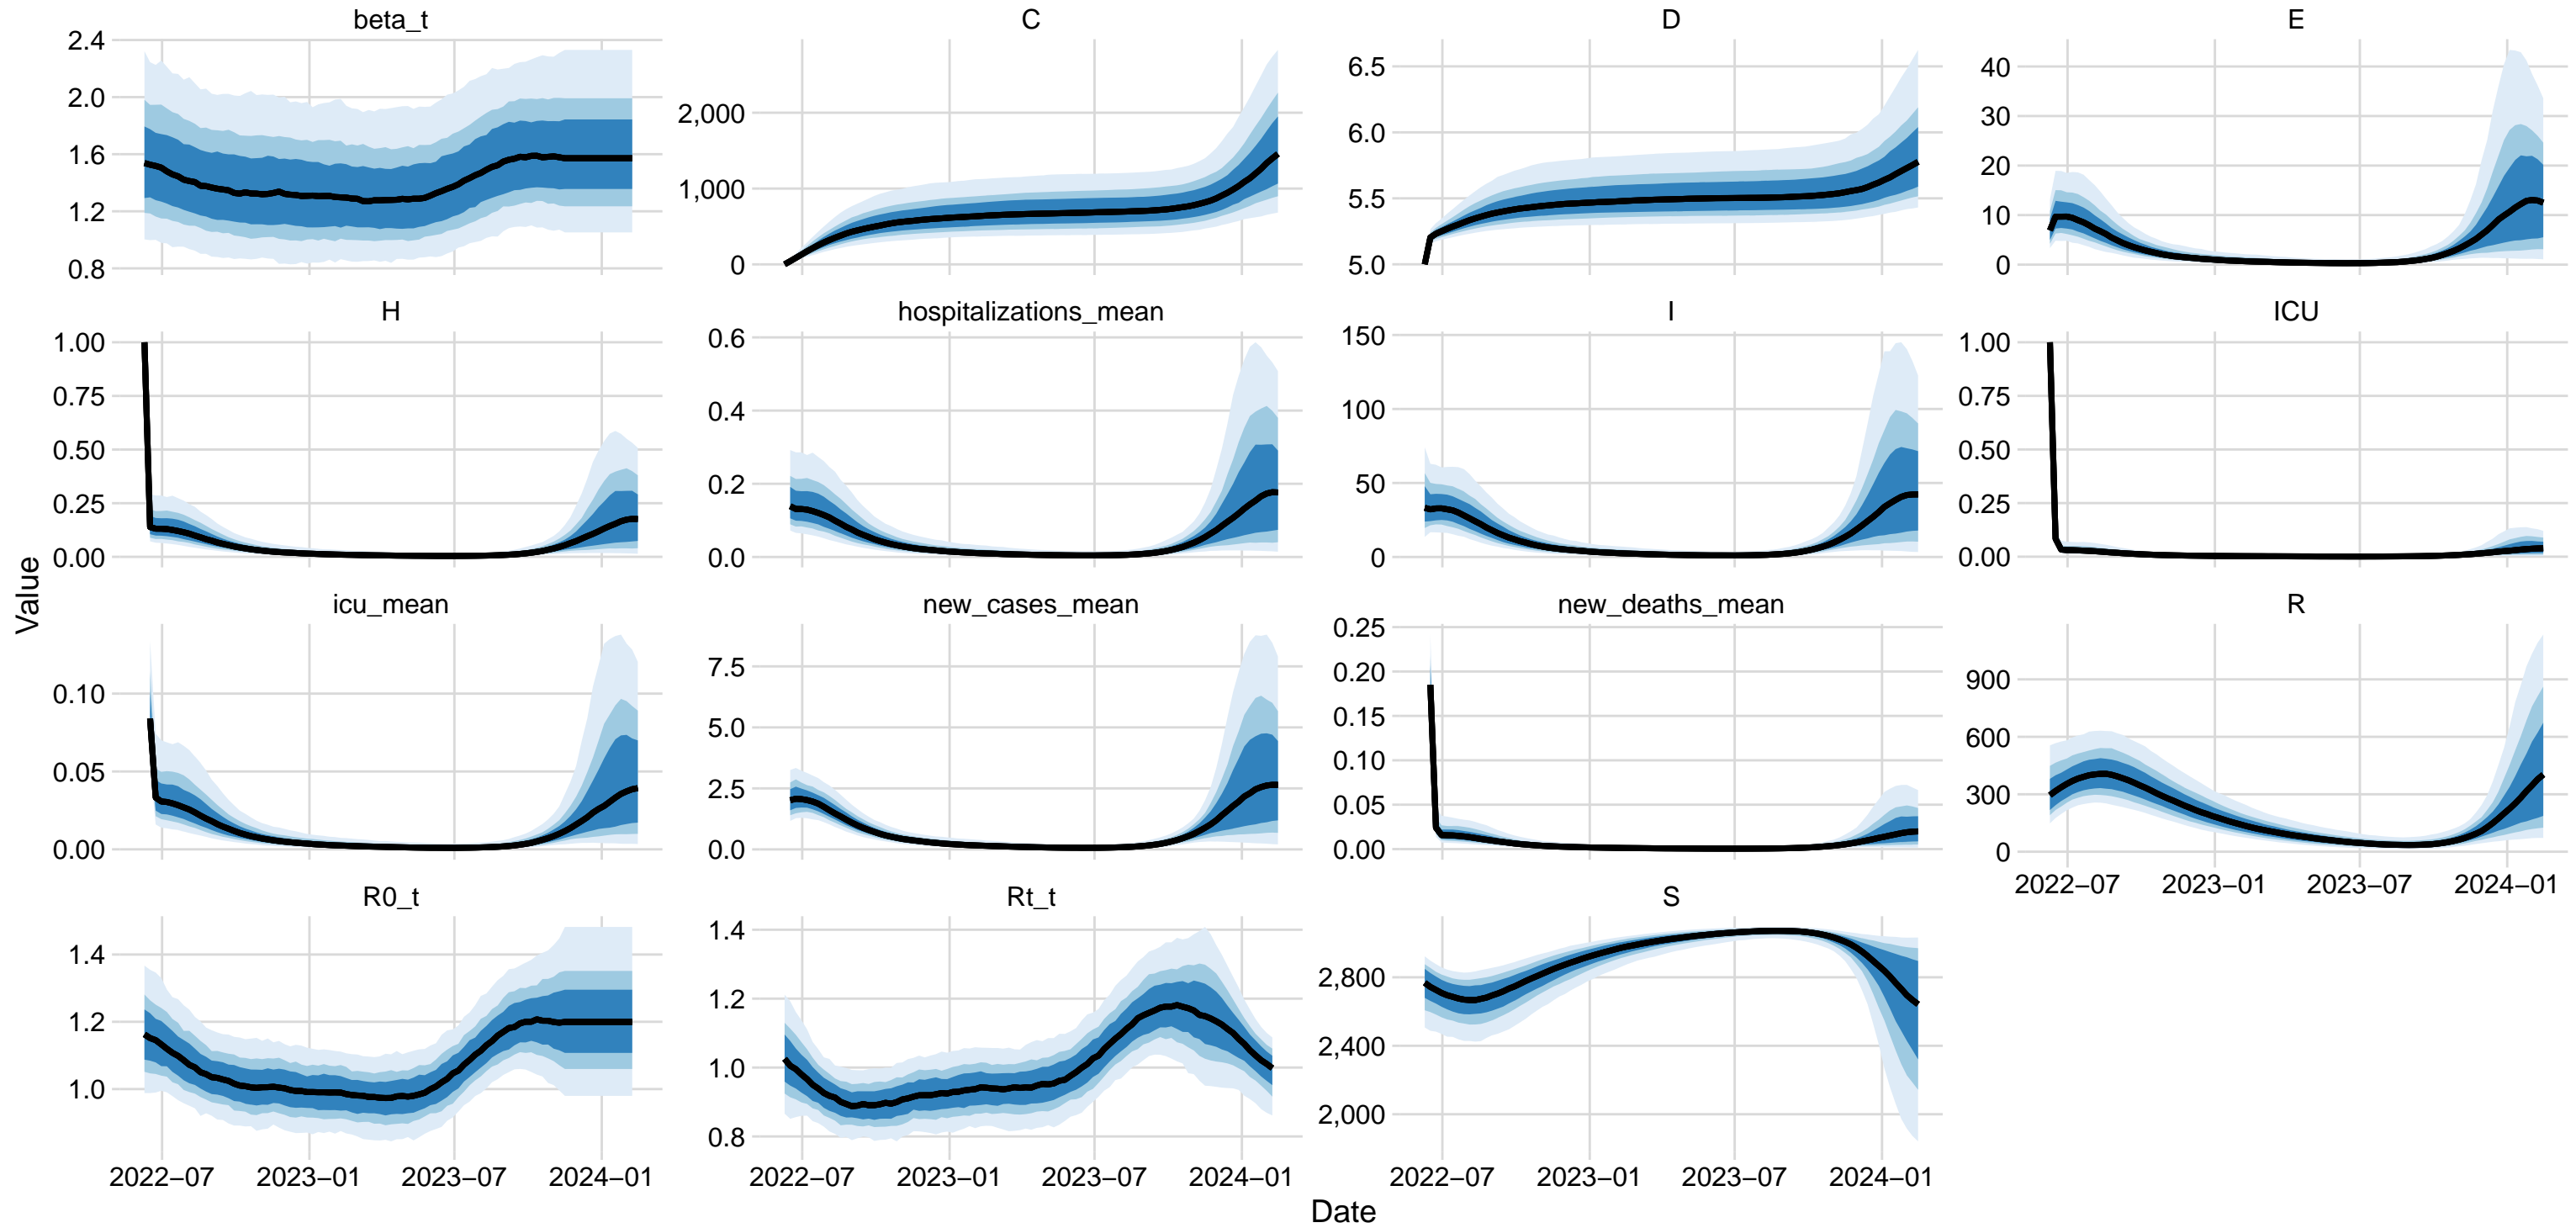 beta_t
C
D
E
2.4
2.0
1.6
1.2
0.8
2,000
1,000
0
6.5
6.0
5.5
5.0
40
30
20
10
0
H
hospitalizations_mean
I
ICU
1.00
0.75
0.50
0.25
0.00
0.6
0.4
0.2
0.0
150
100
50
0
1.00
0.75
0.50
0.25
0.00
Value
icu_mean
new_cases_mean
new_deaths_mean
R
0.10
0.05
0.00
7.5
5.0
2.5
0.0
0.25
0.20
0.15
0.10
0.05
0.00
900
600
300
0
2022−07 2023−01 2023−07 2024−01
R0_t
Rt_t
S
1.4
1.2
1.0
1.4
1.2
1.0
0.8
2,800
2,400
2,000
2022−07 2023−01 2023−07 2024−01
2022−07 2023−01 2023−07 2024−01
2022−07 2023−01 2023−07 2024−01
Date